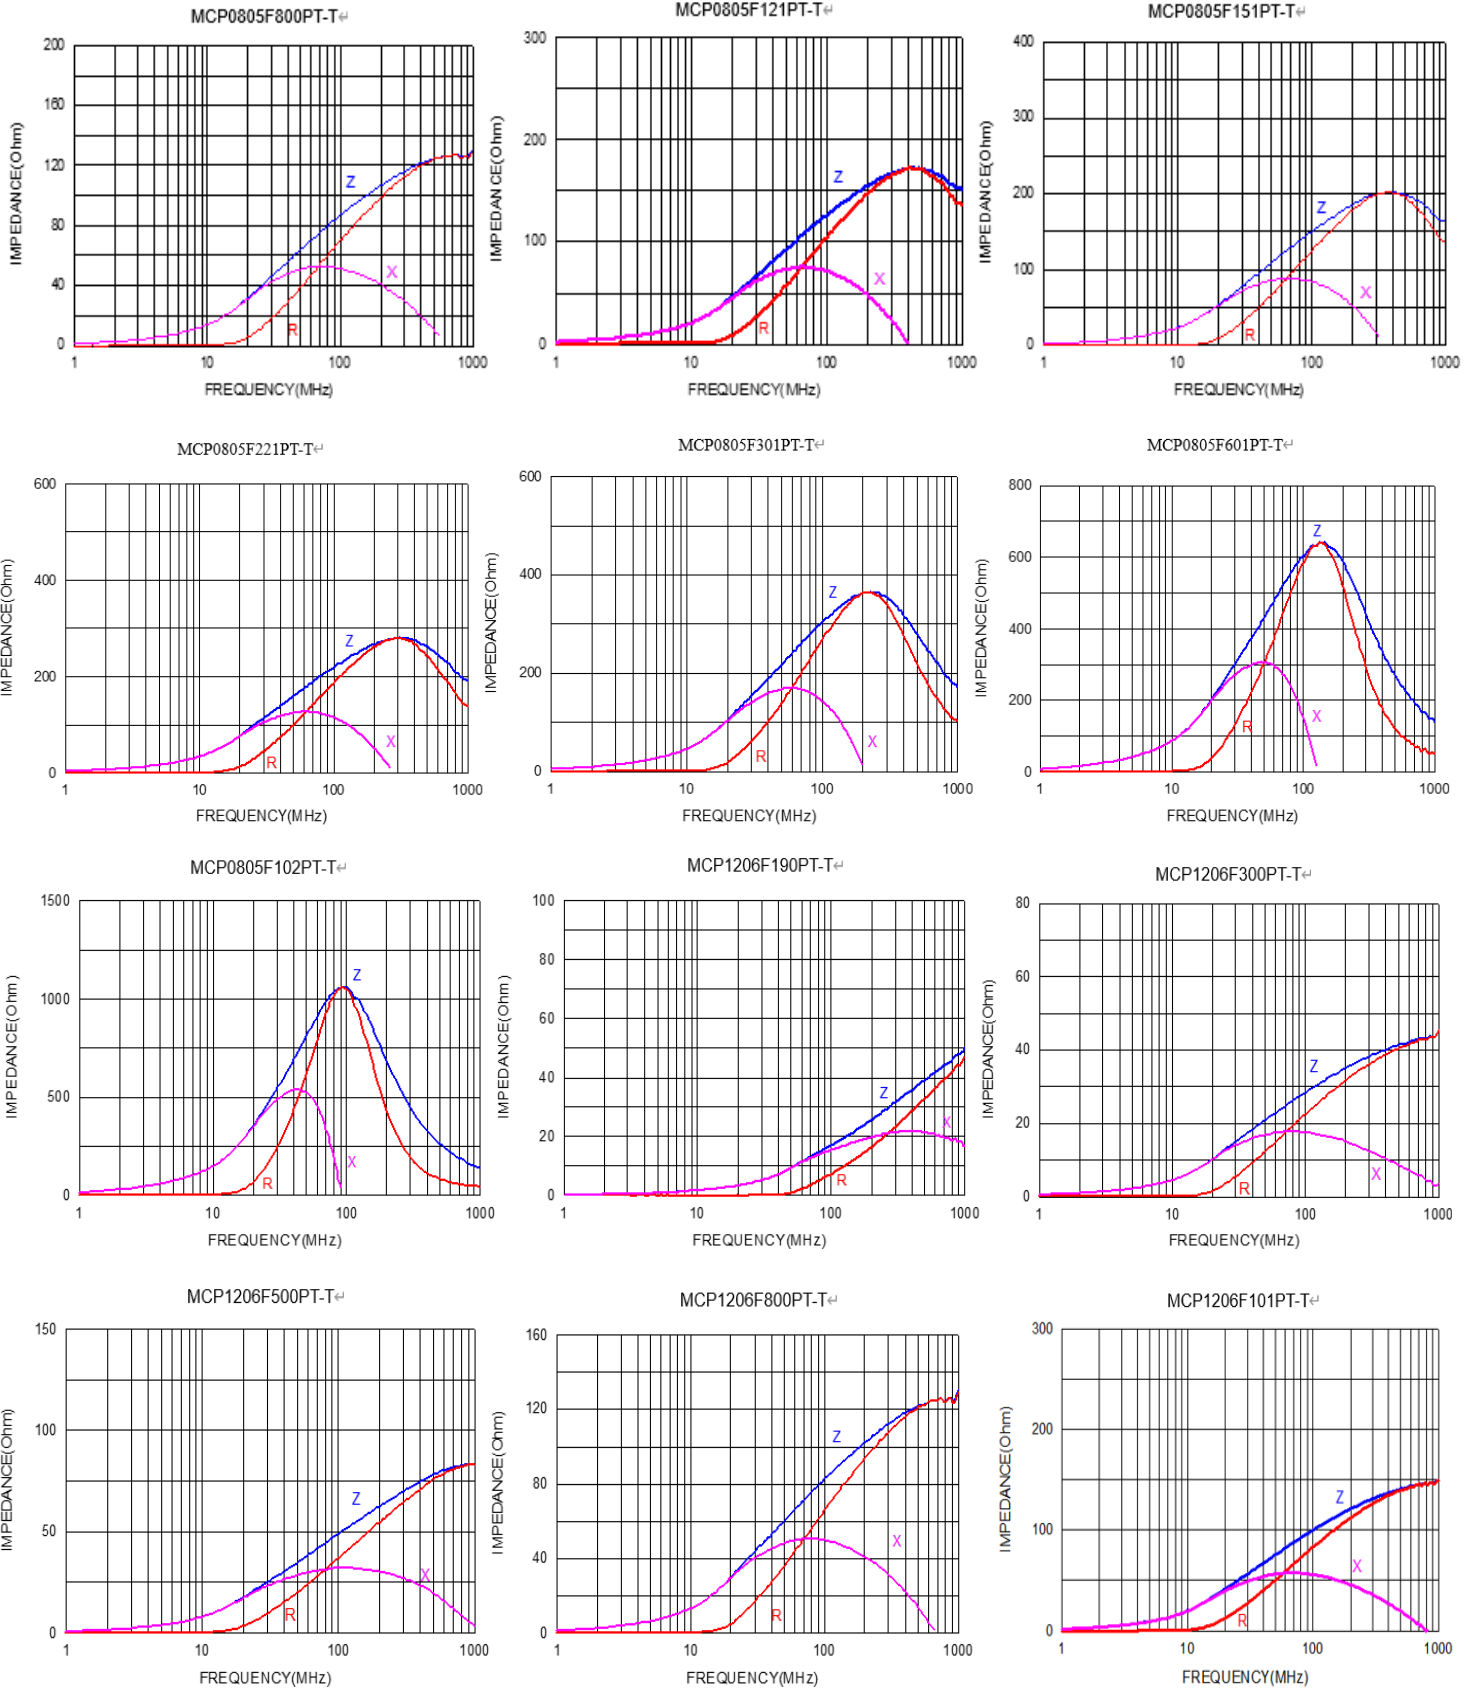 MCP0805F800PT-T↵
MCP0805F121PT-T↵
MCP0805F151PT-T↵
200
160
120
80
40
0
IMPEDANCE(Ohm)
Z
X
R
1
10
100
1000
FREQUENCY(MHz)
300
200
100
0
IMPEDANCE(Ohm)
Z
X
R
1
10
100
1000
FREQUENCY(MHz)
400
300
200
100
0
IMPEDANCE(Ohm)
Z
X
R
1
10
100
1000
FREQUENCY(MHz)
MCP0805F221PT-T↵
MCP0805F301PT-T↵
MCP0805F601PT-T↵
600
400
200
0
IMPEDANCE(Ohm)
Z
X
R
1
10
100
1000
FREQUENCY(MHz)
600
400
200
0
IMPEDANCE(Ohm)
Z
X
R
1
10
100
1000
FREQUENCY(MHz)
800
600
400
200
0
IMPEDANCE(Ohm)
Z
X
R
1
10
100
1000
FREQUENCY(MHz)
MCP0805F102PT-T↵
MCP1206F190PT-T↵
MCP1206F300PT-T↵
1500
1000
500
0
IMPEDANCE(Ohm)
Z
X
R
1
10
100
1000
FREQUENCY(MHz)
100
80
60
40
20
0
IMPEDANCE(Ohm)
Z
X
R
1
10
100
1000
FREQUENCY(MHz)
80
60
40
20
0
IMPEDANCE(Ohm)
Z
X
R
1
10
100
1000
FREQUENCY(MHz)
MCP1206F500PT-T↵
MCP1206F800PT-T↵
MCP1206F101PT-T↵
150
100
50
0
IMPEDANCE(Ohm)
Z
X
R
1
10
100
1000
FREQUENCY(MHz)
160
120
80
40
0
IMPEDANCE(Ohm)
Z
X
R
1
10
100
1000
FREQUENCY(MHz)
300
200
100
0
IMPEDANCE(Ohm)
Z
X
R
1
10
100
1000
FREQUENCY(MHz)